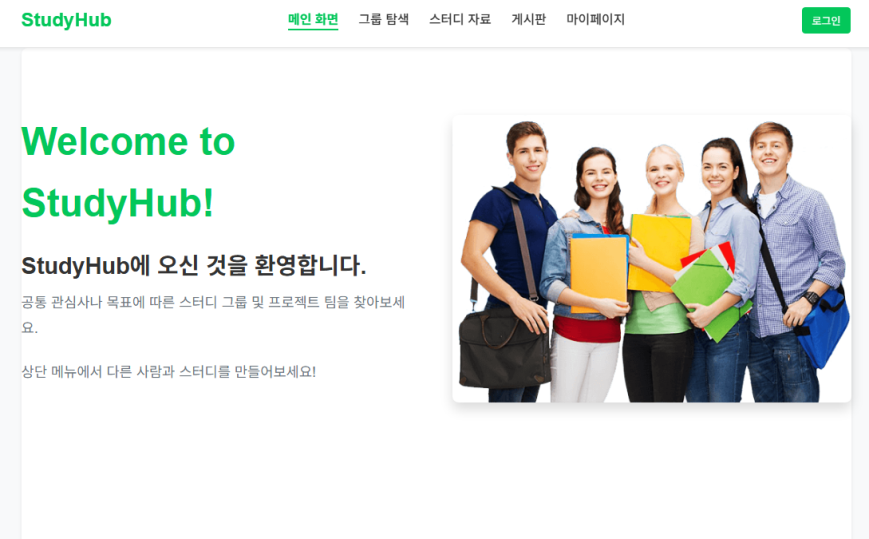 StudyHub
메인 화면
그룹 탐색
스터디 자료
게시판
마이페이지
로그인
Welcome to
StudyHub!
StudyHub에 오신 것을 환영합니다.
공통 관심사나 목표에 따른 스터디 그룹 및 프로젝트 팀을 찾아보세
요.
상단 메뉴에서 다른 사람과 스터디를 만들어보세요!